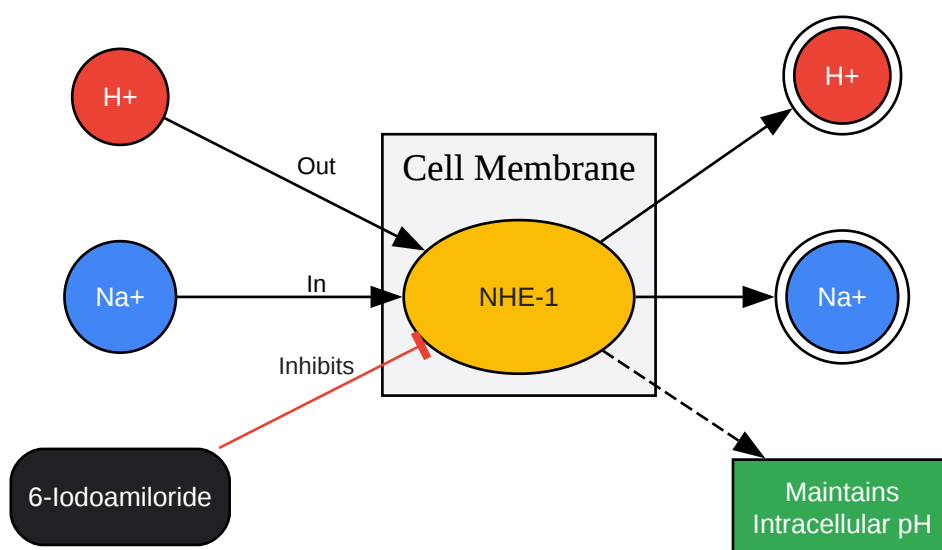 H+
H+
Out
Cell Membrane
Na+
In
NHE-1
Na+
Inhibits
6-Iodoamiloride
Maintains
Intracellular pH